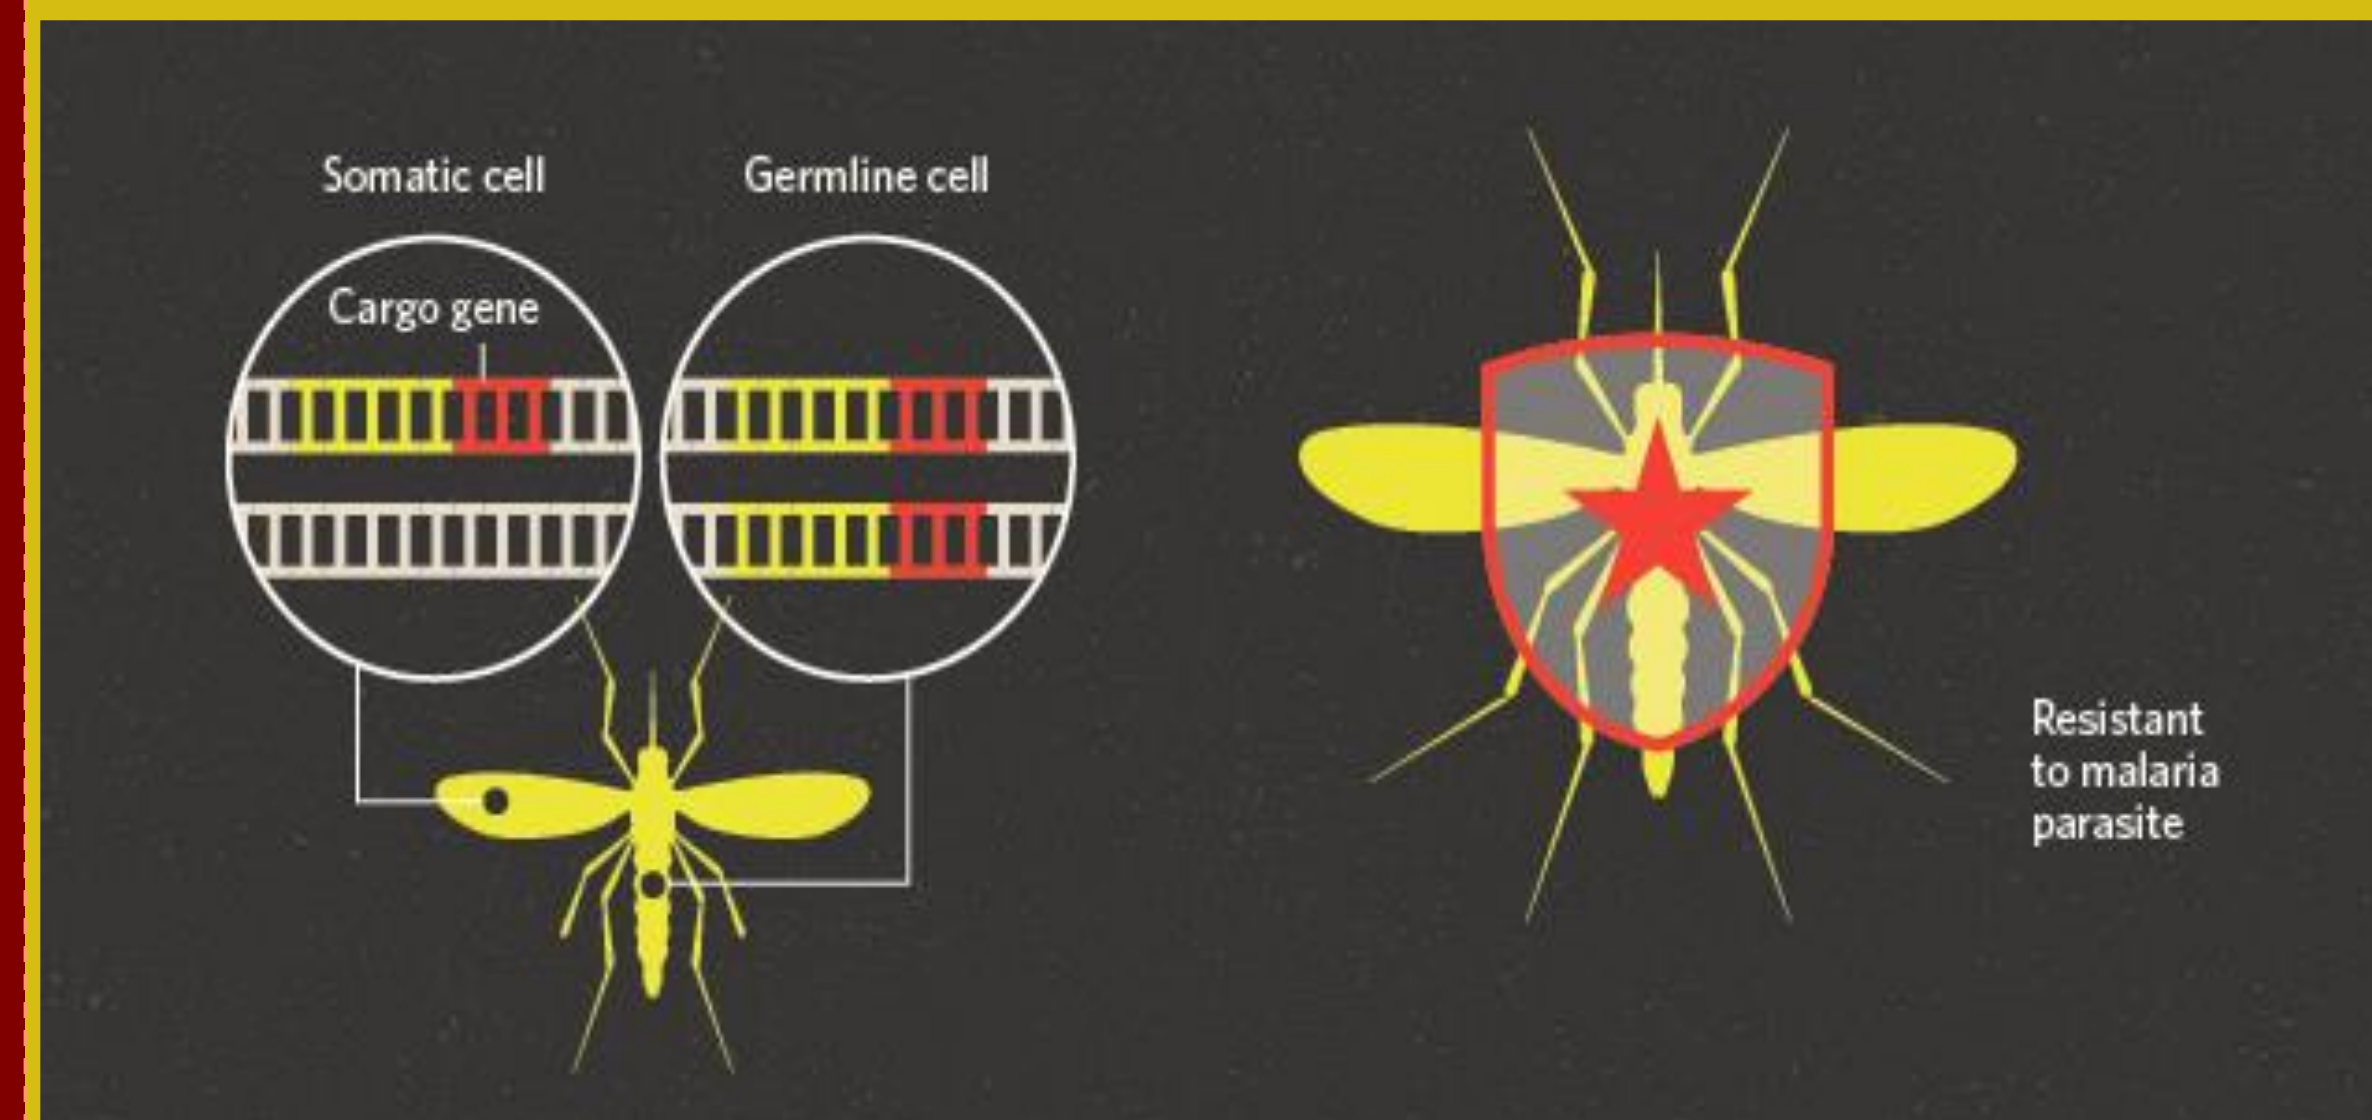 Somatic cell
Germline cell
Cargo gene
Resistant
to malaria
parasite